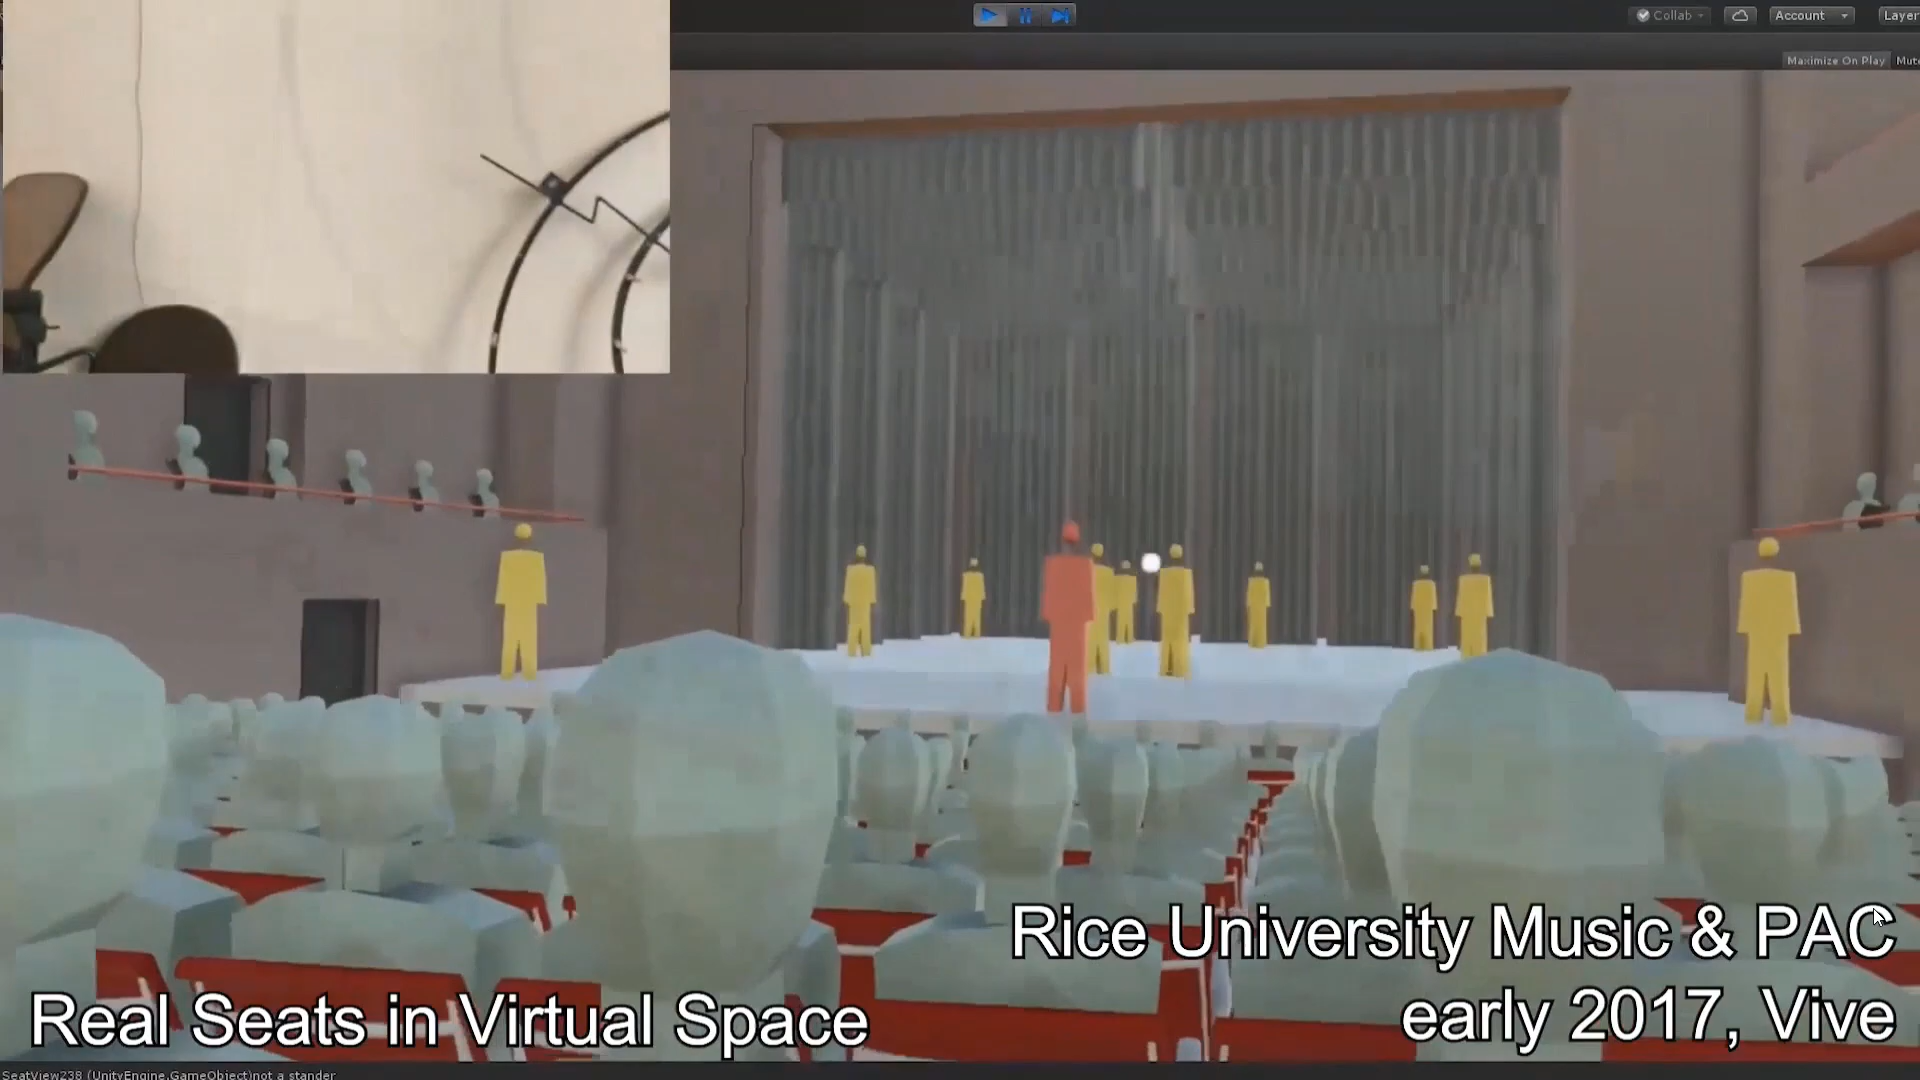 Collab
Account
Layer
Maximize On Play
Mute
Rice University Music & PAC
Real Seats in Virtual Space
early 2017, Vive
SeatView238 (UnityEngine.GameObject)not a stander